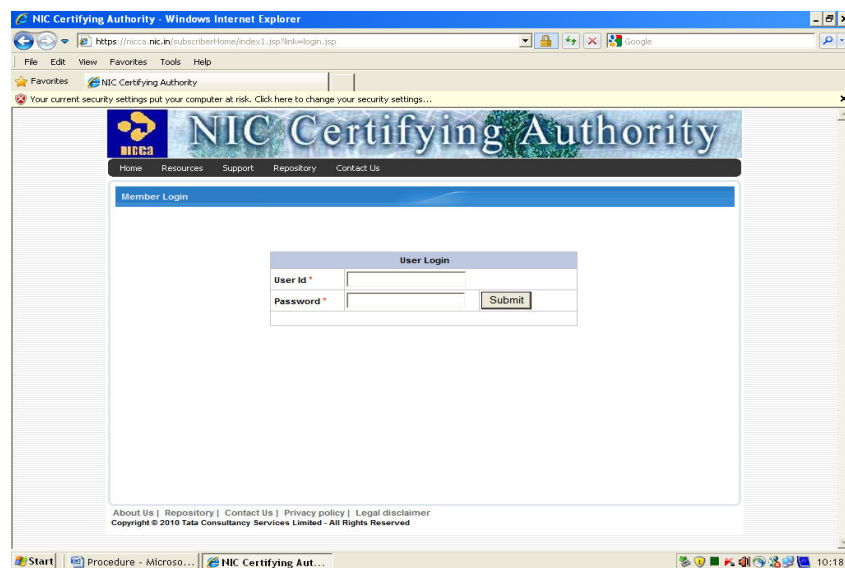 NIC Certifying Authority - Windows Internet Explorer
https://nicca.nic.in/subscriberHome/index1.jsp?link=login.jsp
Google
File Edit View Favorites Tools Help
Favorites NIC Certifying Authority
Your current security settings put your computer at risk. Click here to change your security settings...
nicca
NIC Certifying Authority
Home Resources Support Repository Contact Us
Member Login
User Login
User Id *
Password * Submit
About Us | Repository | Contact Us | Privacy policy | Legal disclaimer
Copyright © 2010 Tata Consultancy Services Limited - All Rights Reserved
Start Procedure - Microso... NIC Certifying Aut... 10:18